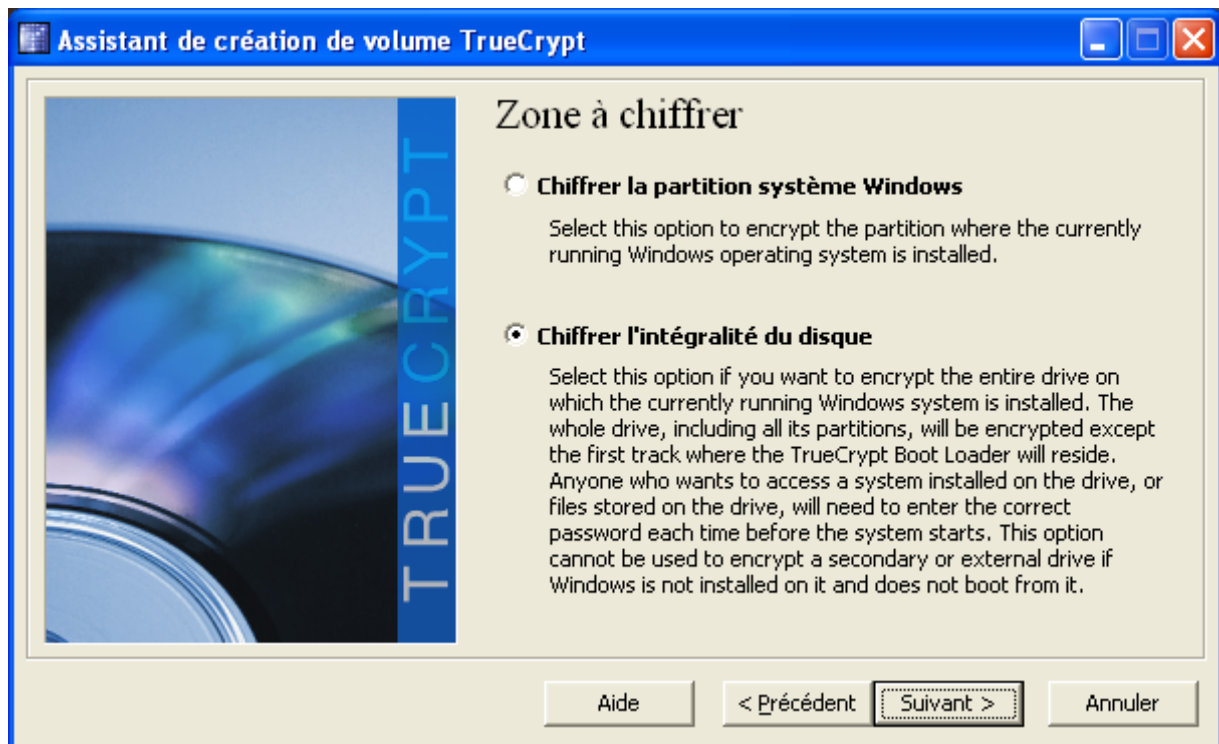 Assistant de création de volume TrueCrypt
TRUECRYPT
Zone à chiffrer
Chiffrer la partition système Windows
Select this option to encrypt the partition where the currently
running Windows operating system is installed.
Chiffrer l'intégralité du disque
Select this option if you want to encrypt the entire drive on
which the currently running Windows system is installed. The
whole drive, including all its partitions, will be encrypted except
the first track where the TrueCrypt Boot Loader will reside.
Anyone who wants to access a system installed on the drive, or
files stored on the drive, will need to enter the correct
password each time before the system starts. This option
cannot be used to encrypt a secondary or external drive if
Windows is not installed on it and does not boot from it.
Aide
< Précédent
Suivant >
Annuler